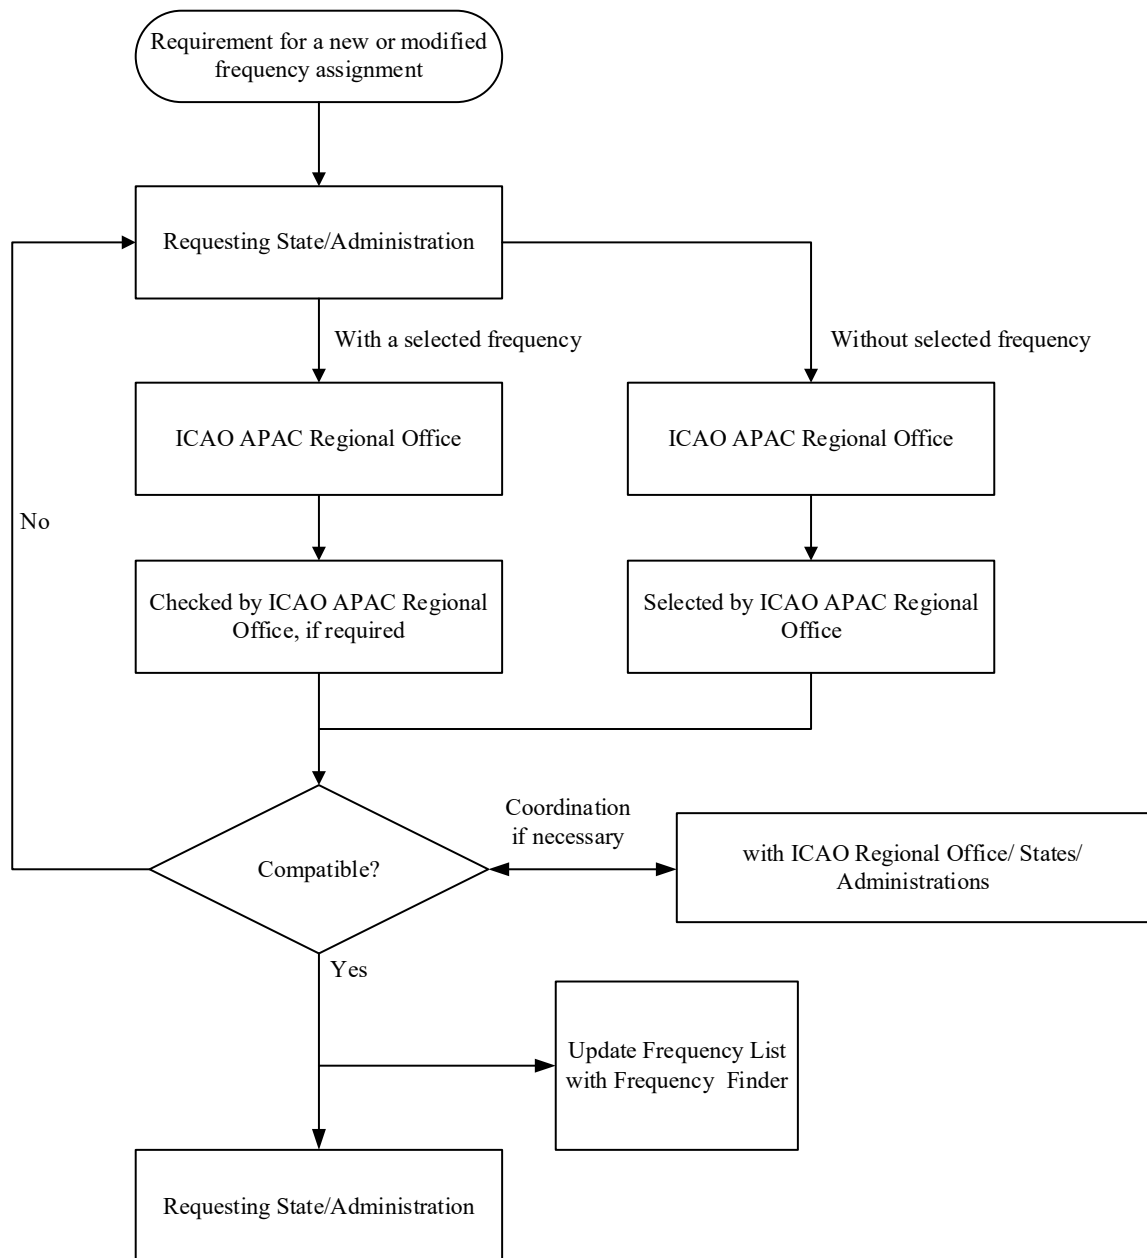 Requirement for a new or modified
frequency assignment
Requesting State/Administration
With a selected frequency
Without selected frequency
ICAO APAC Regional Office
ICAO APAC Regional Office
No
Checked by ICAO APAC Regional
Office, if required
Selected by ICAO APAC Regional
Office
Coordination
if necessary
Compatible?
with ICAO Regional Office/ States/
Administrations
Yes
Update Frequency List
with Frequency  Finder
Requesting State/Administration